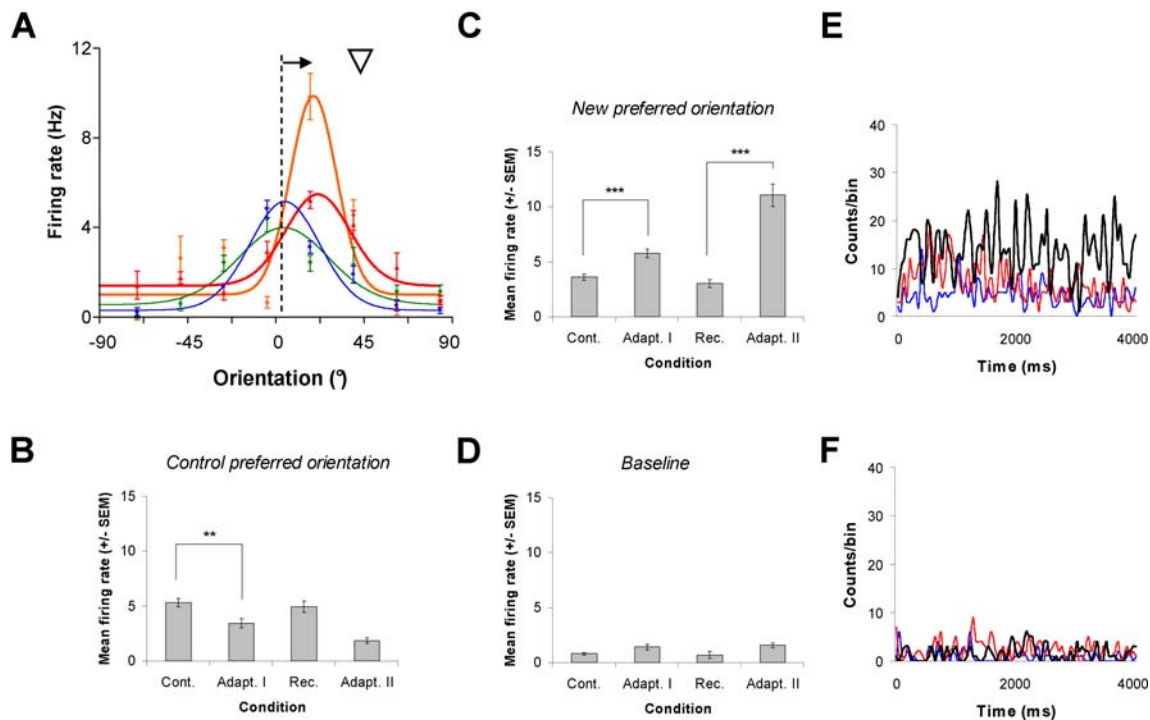 A
12
8
4
0
-90
-45
0
45
90
Firing rate (Hz)
Orientation (°)
B
Control preferred orientation
15
10
5
0
Mean firing rate (+/- SEM)
**
Cont.
Adapt. I
Rec.
Adapt. II
Condition
C
New preferred orientation
15
10
5
0
Mean firing rate (+/- SEM)
***
***
Cont.
Adapt. I
Rec.
Adapt. II
Condition
D
Baseline
15
10
5
0
Mean firing rate (+/- SEM)
Cont.
Adapt. I
Rec.
Adapt. II
Condition
E
40
30
20
10
0
Counts/bin
0
2000
4000
Time (ms)
F
40
30
20
10
0
Counts/bin
0
2000
4000
Time (ms)